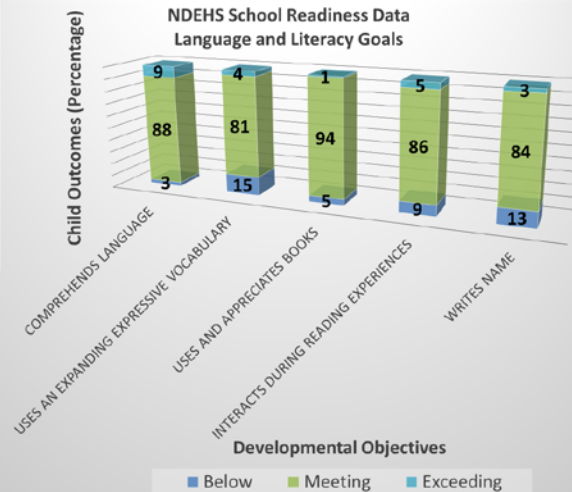 NDEHS School Readiness Data
Language and Literacy Goals
Child Outcomes (Percentage)
9 4 1 5 3
88 81 94 86 84
3 15 5 9 13
COMPREHENDS LANGUAGE
USES AN EXPANDING EXPRESSIVE VOCABULARY
USES AND APPRECIATES BOOKS
INTERACTS DURING READING EXPERIENCES
WRITES NAME
Developmental Objectives
Below Meeting Exceeding